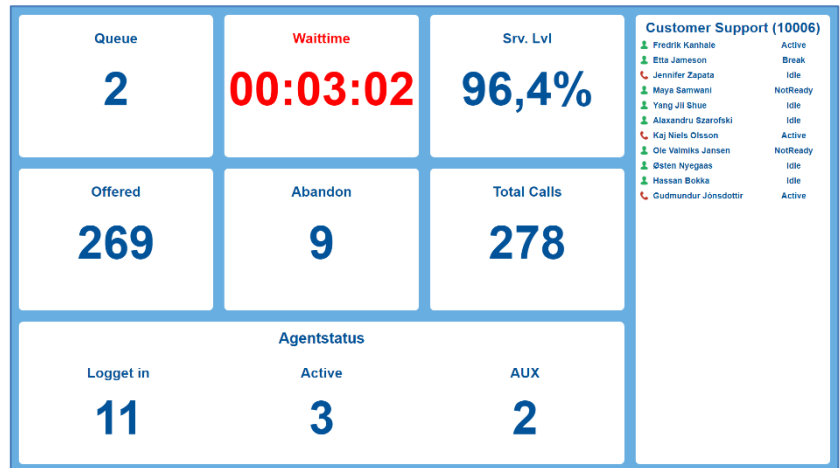 Queue
2
Waittime
00:03:02
Srv. Lvl
96,4%
Offered
269
Abandon
9
Total Calls
278
Agentstatus
Logget in
11
Active
3
AUX
2
Customer Support (10006)
Fredrik Kanhale Active
Etta Jameson Break
Jennifer Zapata Idle
Maya Samwani NotReady
Yang Jii Shue Idle
Alaxandru Szarofski Idle
Kaj Niels Olsson Active
Ole Valmiks Jansen NotReady
Østen Nyegaas Idle
Hassan Bokka Idle
Gudmundur Jónsdottir Active